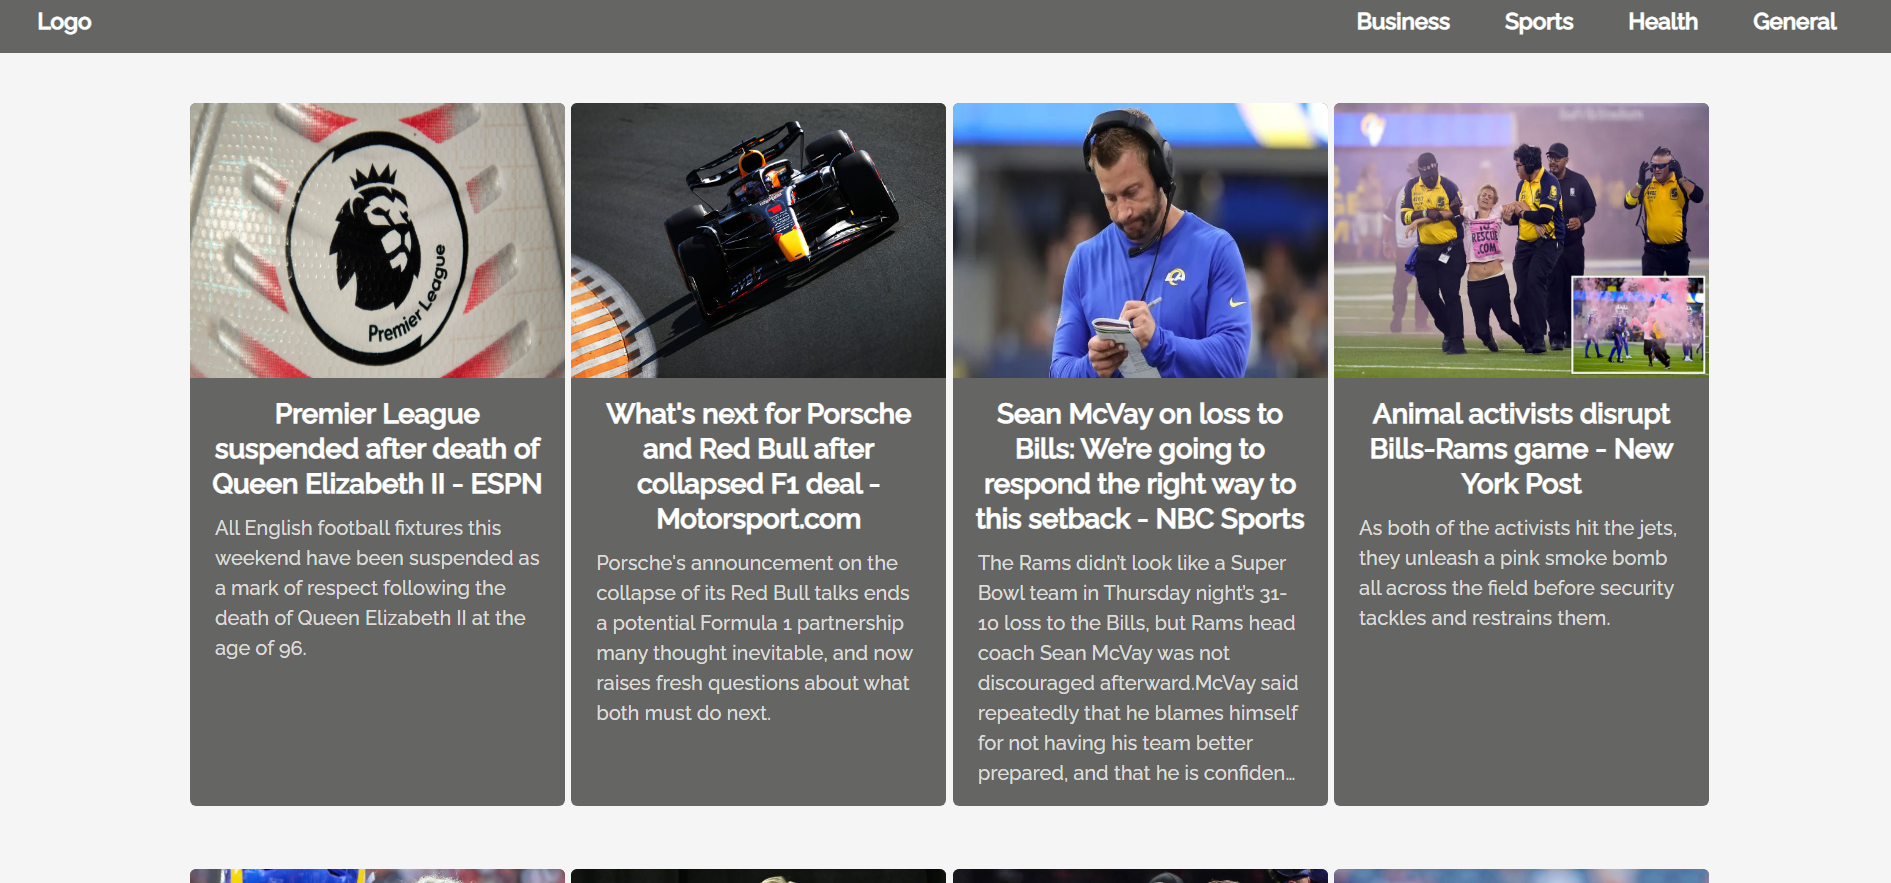 Logo
Business
Sports
Health
General
Premier League
Premier League
suspended after death of
Queen Elizabeth II - ESPN
All English football fixtures this
weekend have been suspended as
a mark of respect following the
death of Queen Elizabeth II at the
age of 96.
What's next for Porsche
and Red Bull after
collapsed F1 deal -
Motorsport.com
Porsche's announcement on the
collapse of its Red Bull talks ends
a potential Formula 1 partnership
many thought inevitable, and now
raises fresh questions about what
both must do next.
Sean McVay on loss to
Bills: We're going to
respond the right way to
this setback - NBC Sports
The Rams didn't look like a Super
Bowl team in Thursday night's 31-
10 loss to the Bills, but Rams head
coach Sean McVay was not
discouraged afterward.McVay said
repeatedly that he blames himself
for not having his team better
prepared, and that he is confiden...
RESCUE
.COM
Animal activists disrupt
Bills-Rams game - New
York Post
As both of the activists hit the jets,
they unleash a pink smoke bomb
all across the field before security
tackles and restrains them.